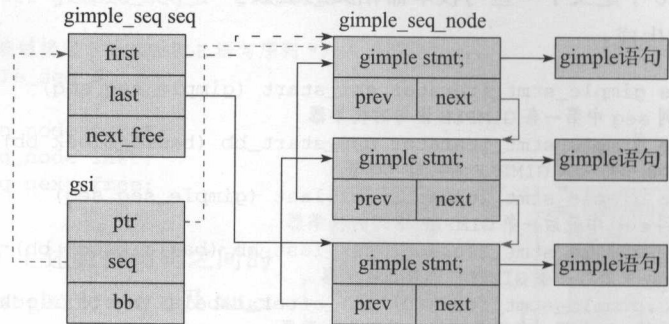 gimple_seq seq
first
last
next_free
gsi
ptr
seq
bb
gimple_seq_node
gimple stmt;
prev next
gimple stmt;
prev next
gimple stmt;
prev next
gimple语句
gimple语句
gimple语句